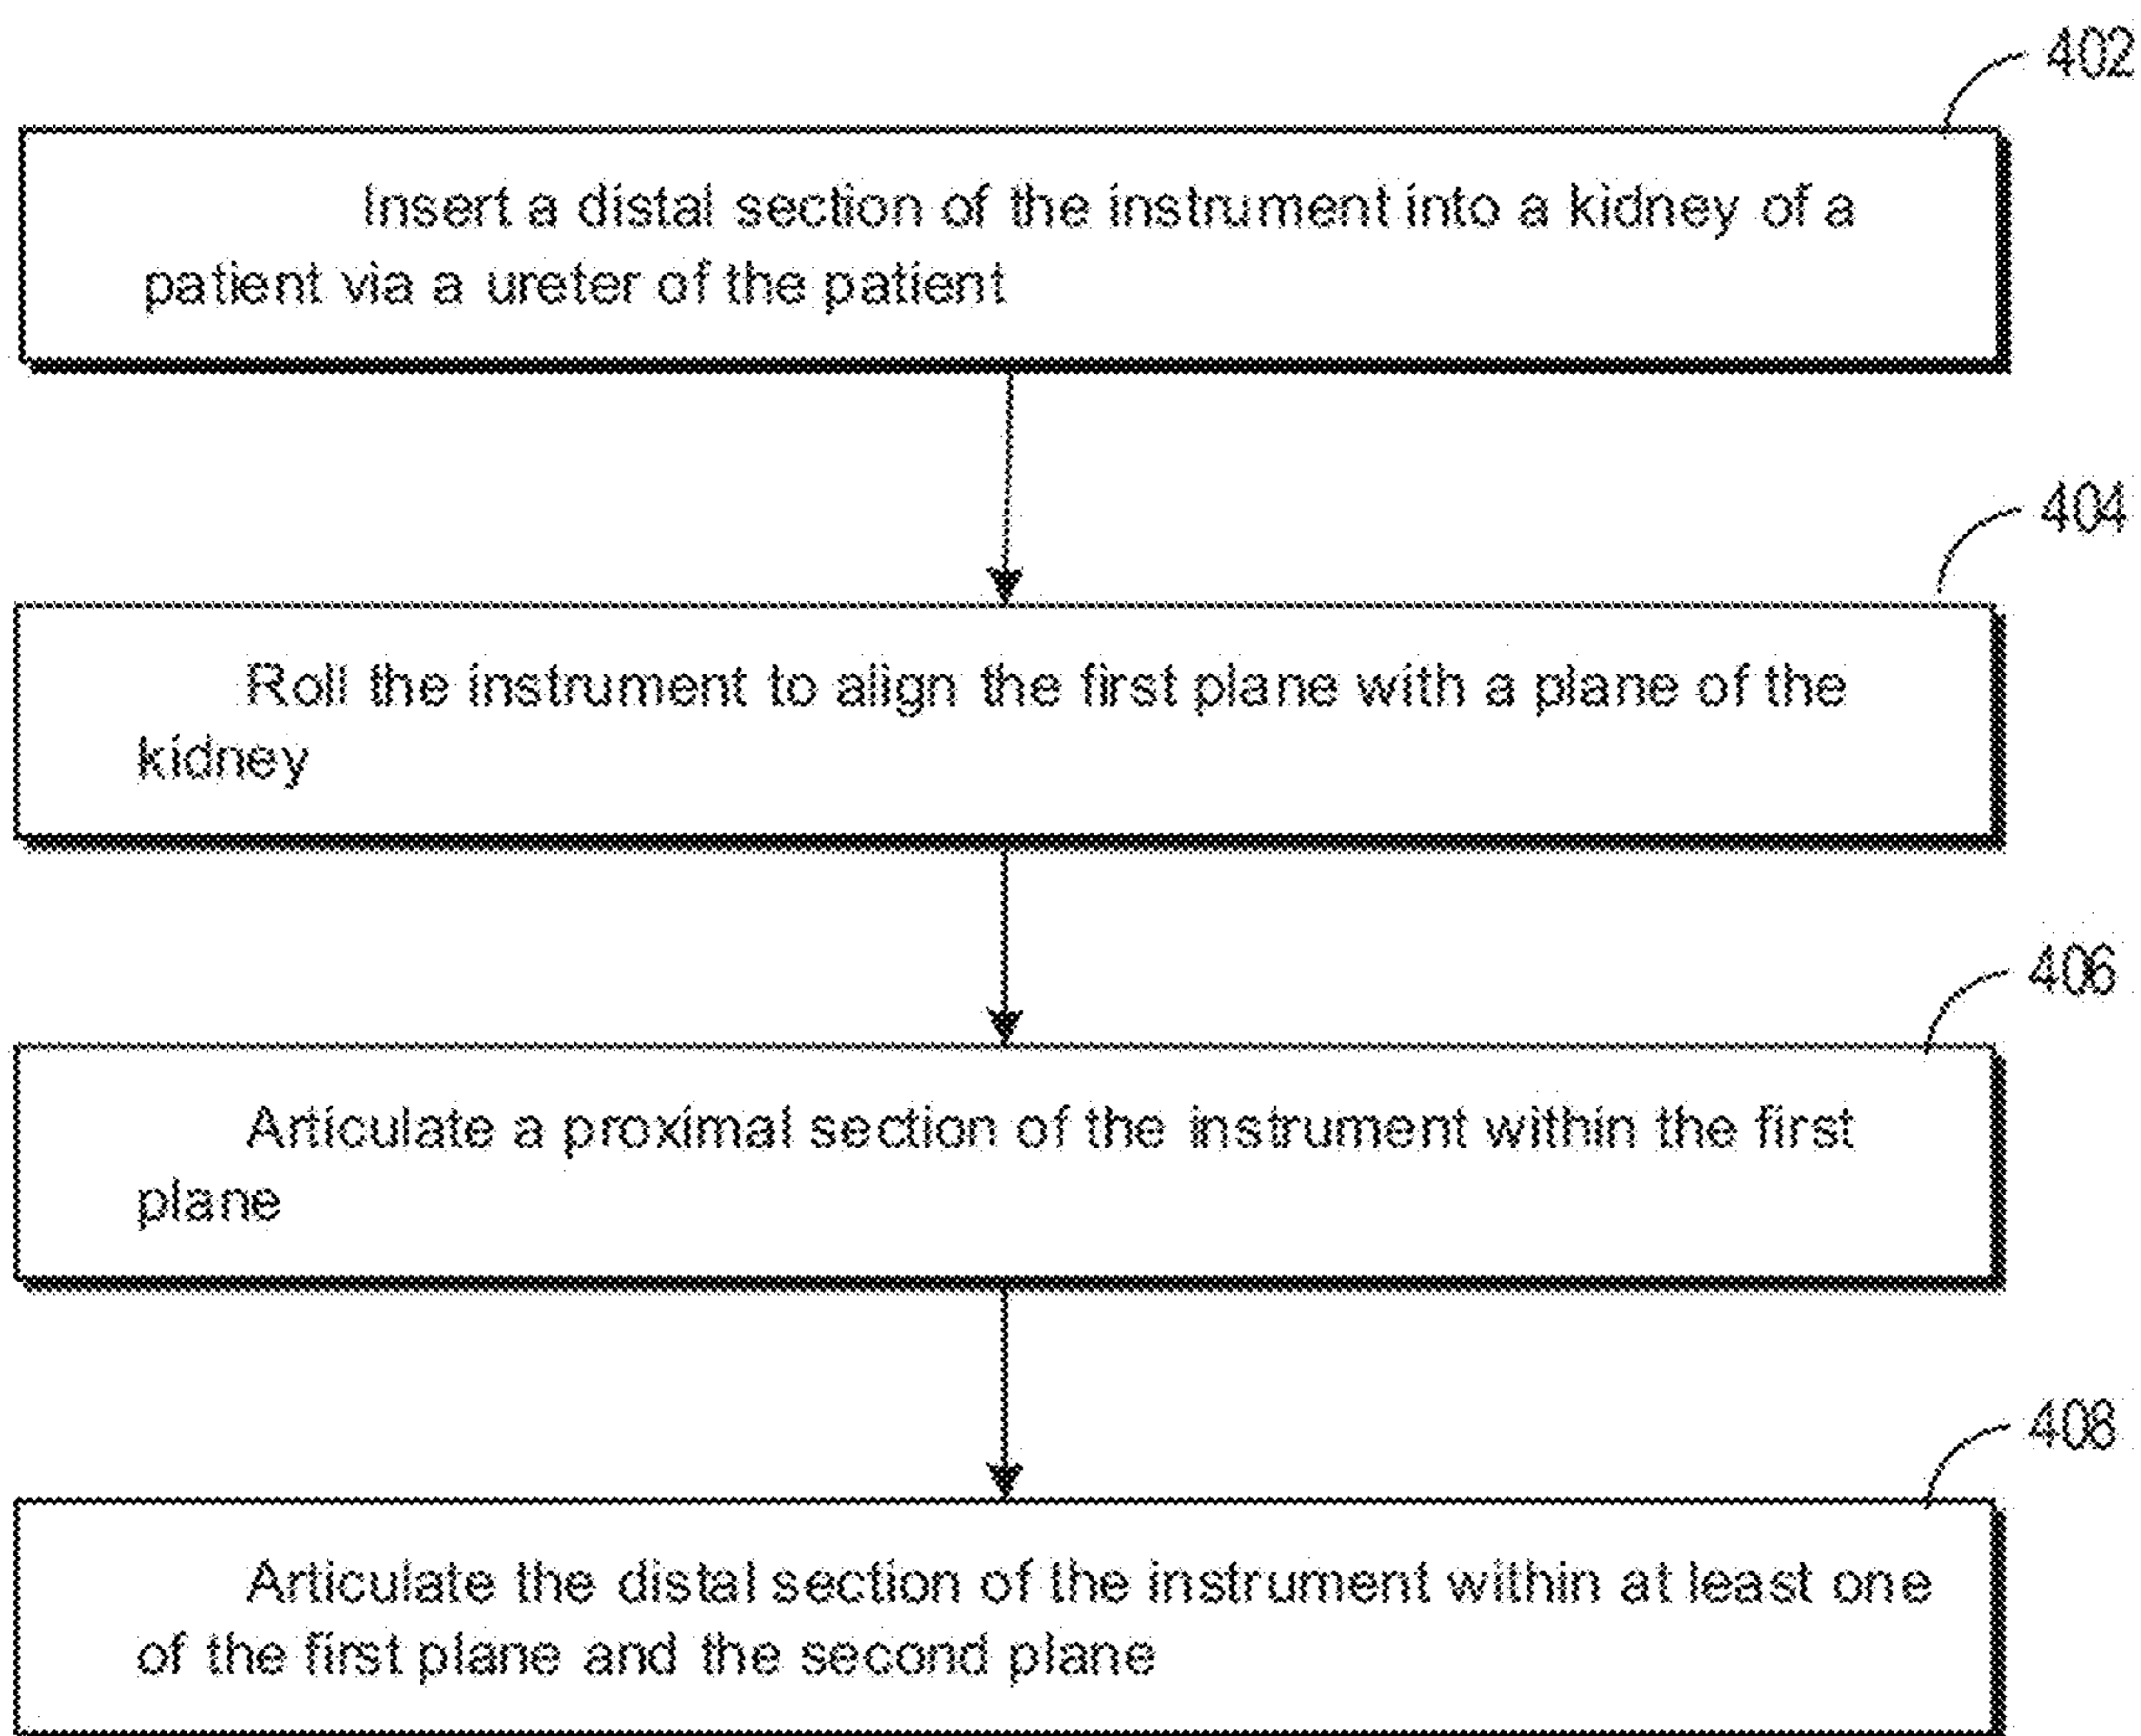 402
Insert a distal section of the instrument into a kidney of a
patient via a ureter of the patient
404
Roll the instrument to align the first plane with a plane of the
kidney
406
Articulate a proximal section of the instrument within the first
plane
408
Articulate the distal section of the instrument within at least one
of the first plane and the second plane